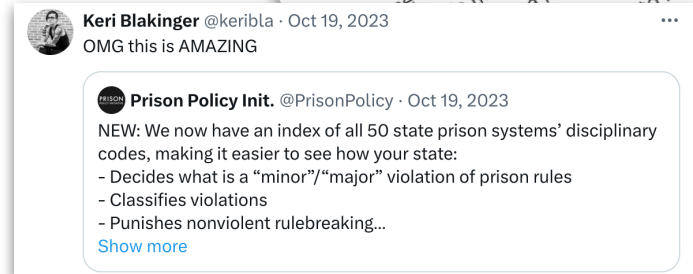 Keri Blakinger @keribla · Oct 19, 2023
OMG this is AMAZING
PRISON
Prison Policy Init. @PrisonPolicy · Oct 19, 2023
NEW: We now have an index of all 50 state prison systems’ disciplinary
codes, making it easier to see how your state:
- Decides what is a “minor”/“major” violation of prison rules
- Classifies violations
- Punishes nonviolent rulebreaking...
Show more